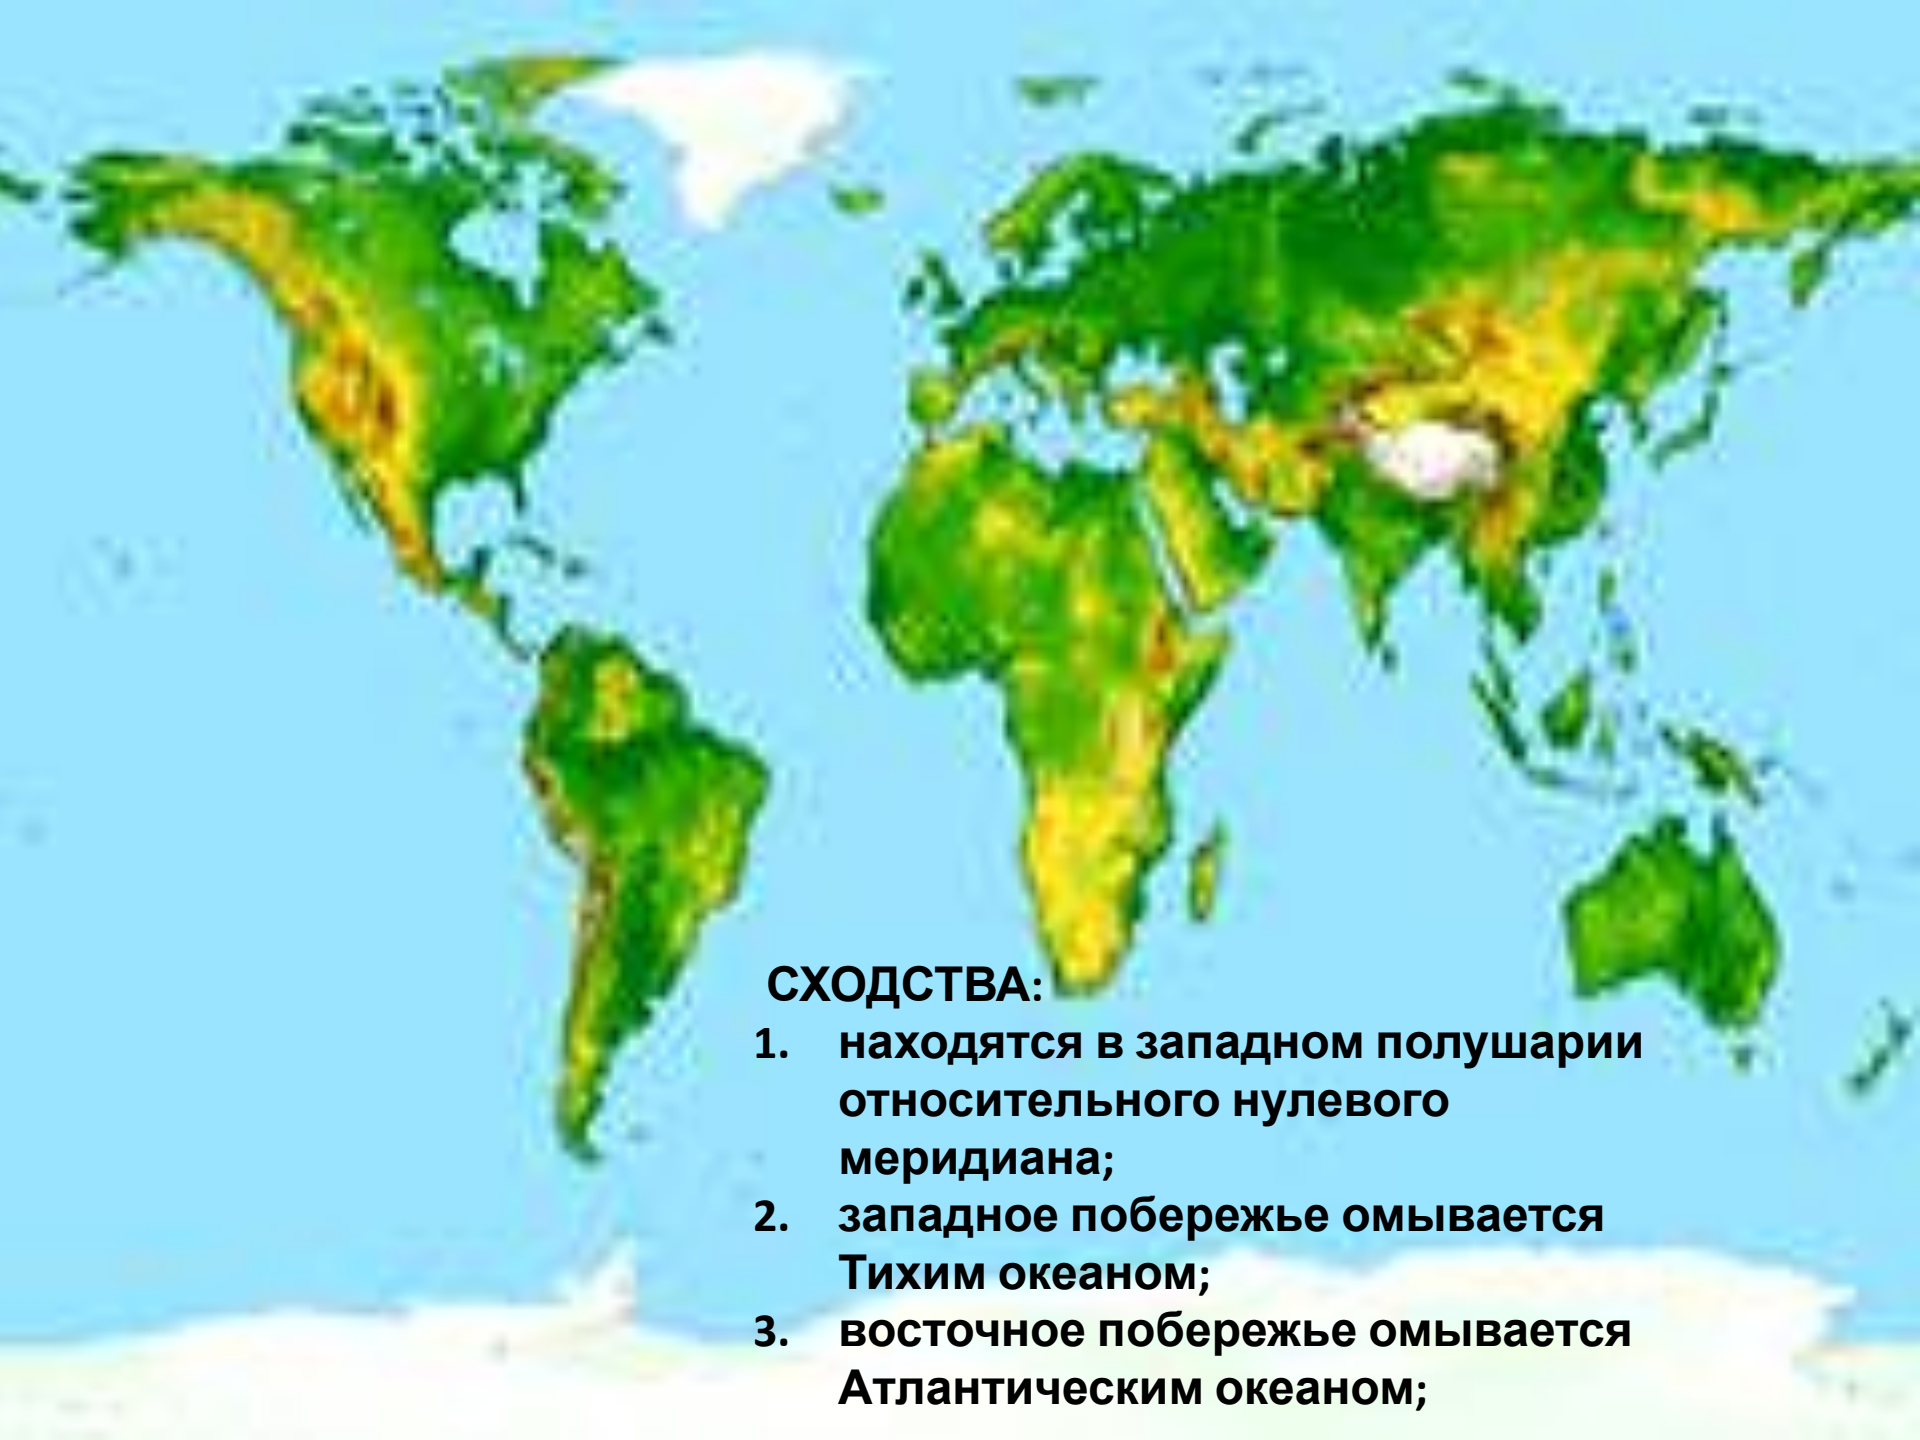 СХОДСТВА:
1. находятся в западном полушарии
относительного нулевого
меридиана;
2. западное побережье омывается
Тихим океаном;
3. восточное побережье омывается
Атлантическим океаном;